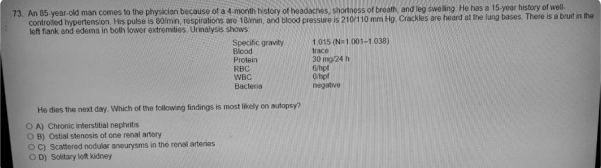 73. An 85-year-old man comes to the physician because of a 4-month history of headaches, shortness of breath, and leg swelling. He has a 15-year history of well-
controlled hypertension. His pulse is 80/min, respirations are 18/min, and blood pressure is 210/110 mm Hg. Crackles are heard at the lung bases. There is a bruit in the
left flank and edema in both lower extremities. Urinalysis shows:
Specific gravity 1.015 (N=1.001–1.038)
Blood trace
Protein 30 mg/24 h
RBC 6/hpf
WBC 0/hpf
Bacteria negative
He dies the next day. Which of the following findings is most likely on autopsy?
A) Chronic interstitial nephritis
B) Ostial stenosis of one renal artery
C) Scattered nodular aneurysms in the renal arteries
D) Solitary left kidney